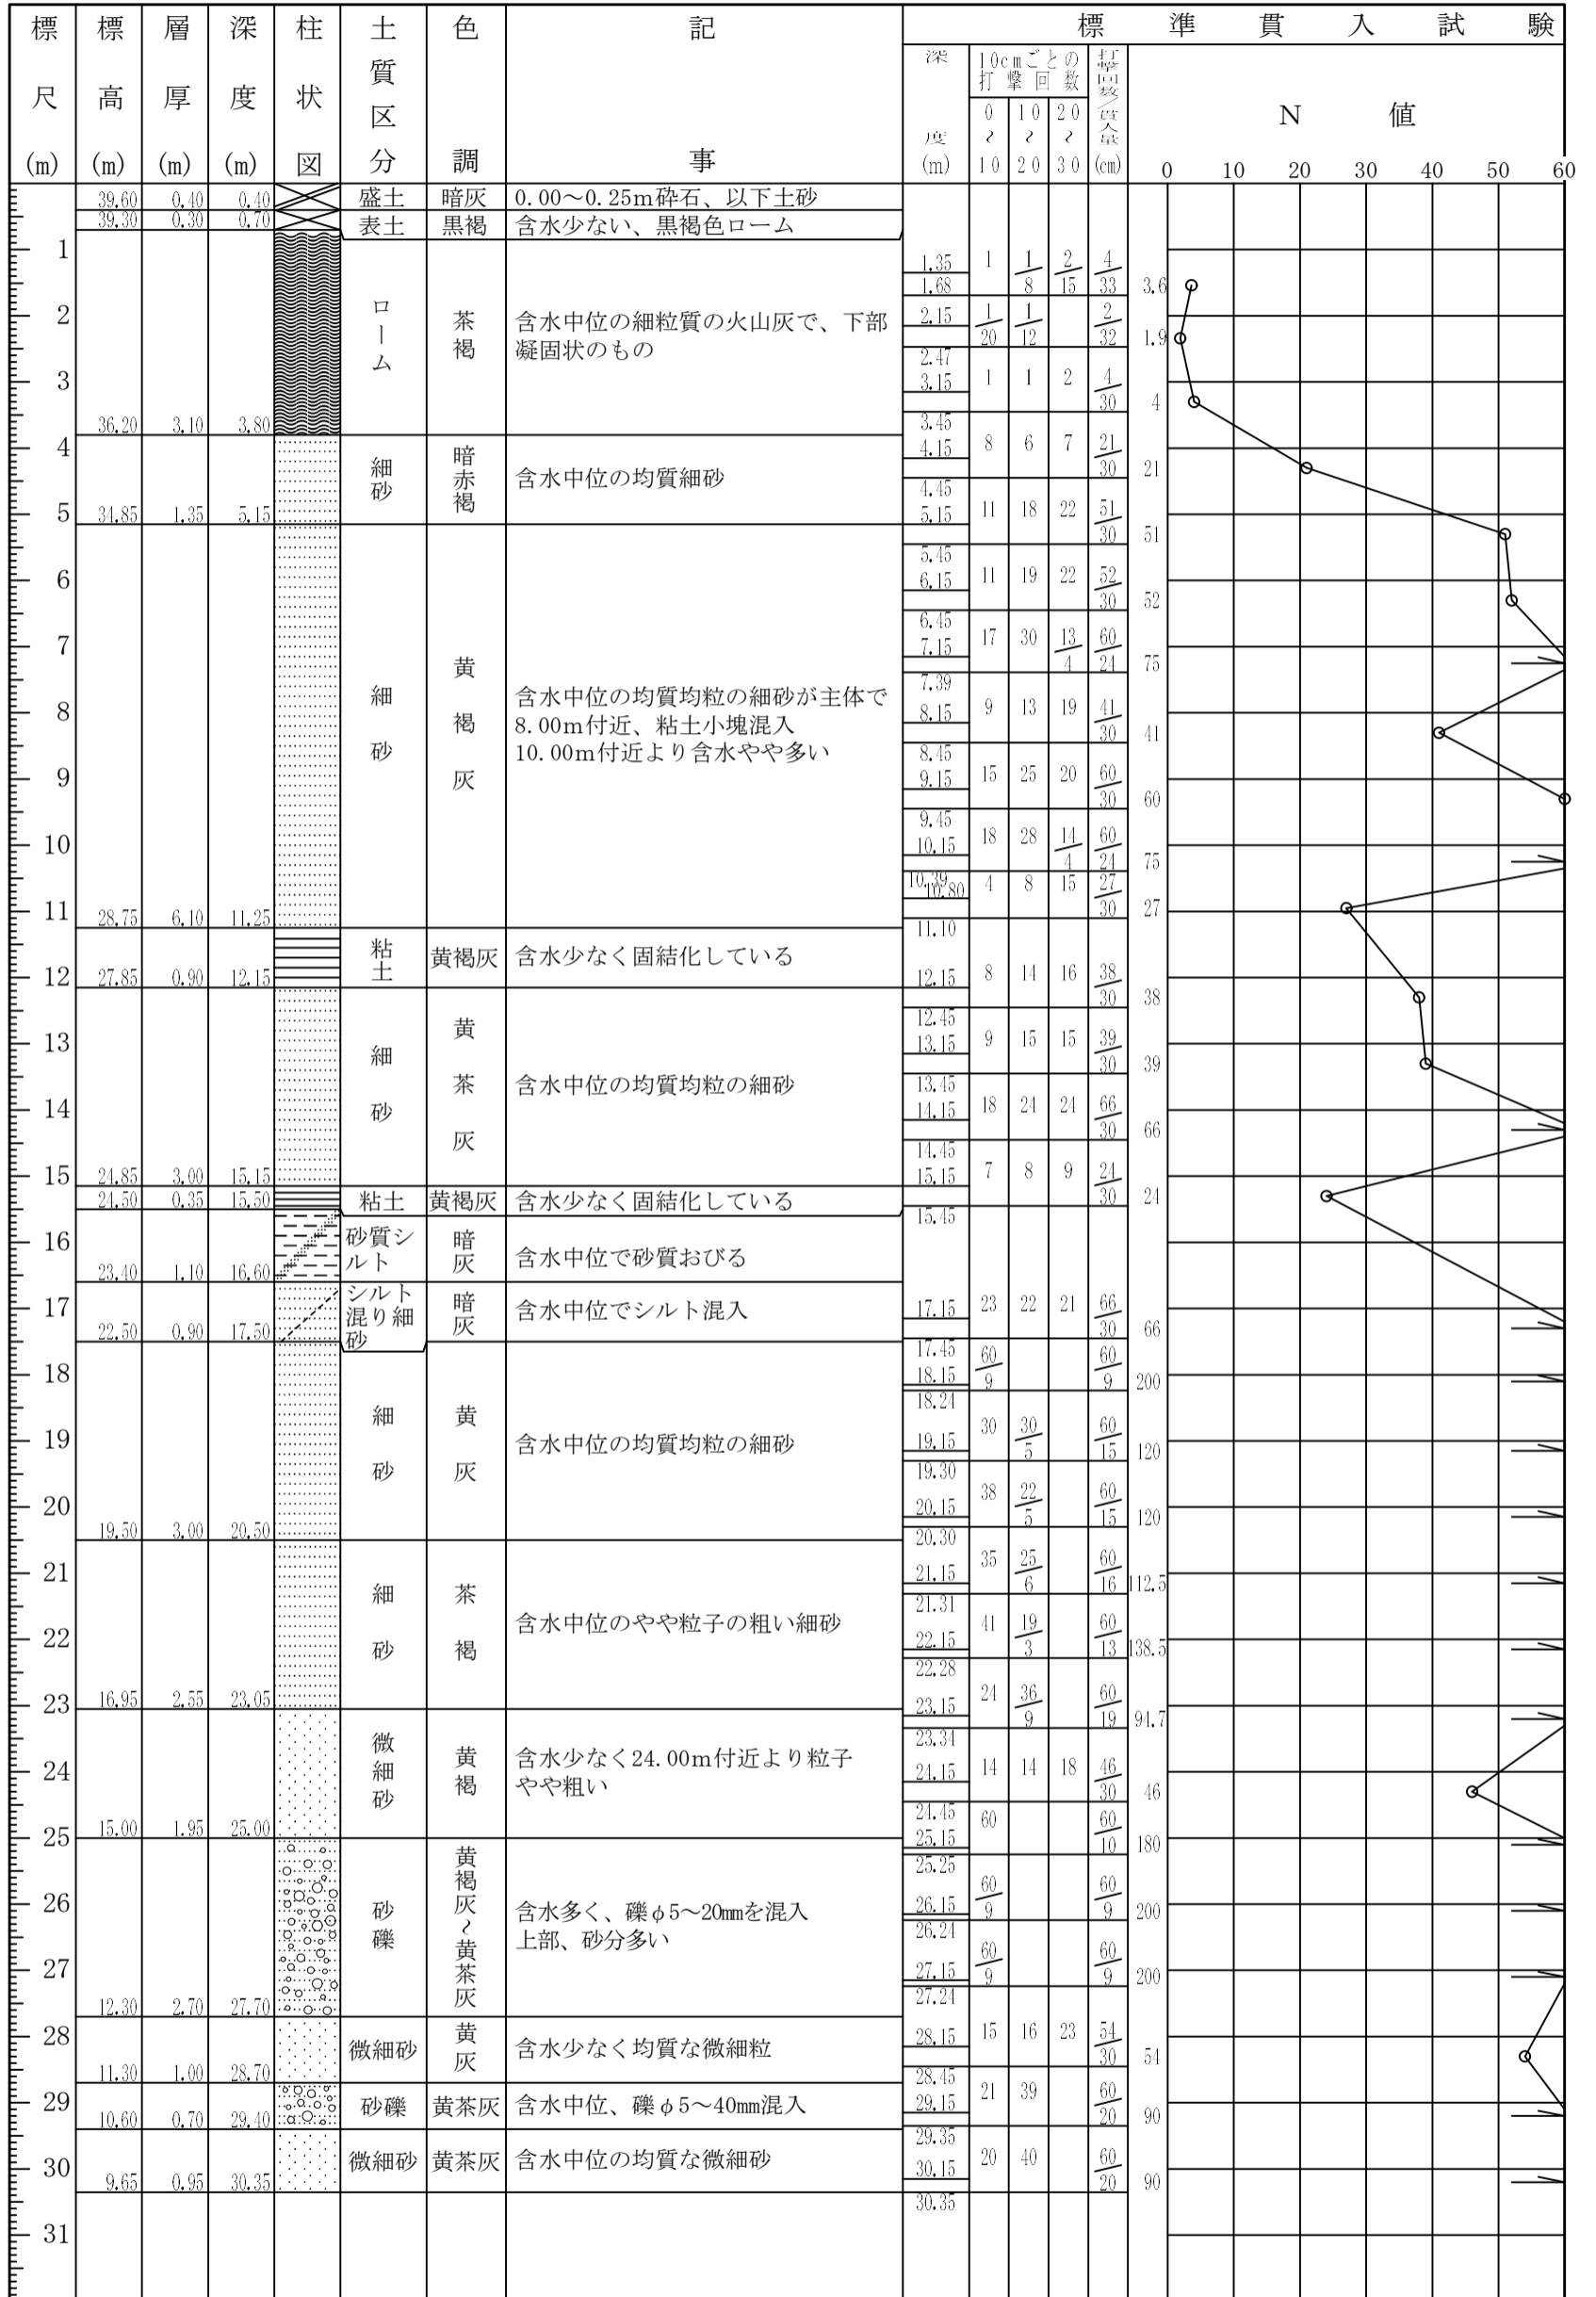 標尺(m) 標高(m) 層厚(m) 深度(m) 柱状図 土質区分 色調 記事 標準貫入試験
深度(m) 10cmごとの打撃回数 打撃回数/貫入量(cm) N値
0~10 10~20 20~30 0 10 20 30 40 50 60
39.60 0.40 0.40 盛土 暗灰 0.00~0.25m砕石、以下土砂
39.30 0.30 0.70 表土 黒褐 含水少ない、黒褐色ローム
36.20 3.10 3.80 ローム 茶褐 含水中位の細粒質の火山灰で、下部
凝固状のもの
34.85 1.35 5.15 細砂 暗赤褐 含水中位の均質細砂
28.75 6.10 11.25 細砂 黄褐灰 含水中位の均質均粒の細砂が主体で
8.00m付近、粘土小塊混入
10.00m付近より含水やや多い
27.85 0.90 12.15 粘土 黄褐灰 含水少なく固結化している
24.85 3.00 15.15 細砂 黄茶灰 含水中位の均質均粒の細砂
24.50 0.35 15.50 粘土 黄褐灰 含水少なく固結化している
23.40 1.10 16.60 砂質シルト 暗灰 含水中位で砂質おびる
22.50 0.90 17.50 シルト混り細砂 暗灰 含水中位でシルト混入
19.50 3.00 20.50 細砂 黄灰 含水中位の均質均粒の細砂
16.95 2.55 23.05 細砂 茶褐 含水中位のやや粒子の粗い細砂
15.00 1.95 25.00 微細砂 黄褐 含水少なく24.00m付近より粒子
やや粗い
12.30 2.70 27.70 砂礫 黄褐灰~黄茶灰 含水多く、礫φ5~20mmを混入
上部、砂分多い
11.30 1.00 28.70 微細砂 黄灰 含水少なく均質な微細粒
10.60 0.70 29.40 砂礫 黄茶灰 含水中位、礫φ5~40mm混入
9.65 0.95 30.35 微細砂 黄茶灰 含水中位の均質な微細砂
1
2
3
4
5
6
7
8
9
10
11
12
13
14
15
16
17
18
19
20
21
22
23
24
25
26
27
28
29
30
31
1.35 1.68 1 1/8 2/15 4/33 3.6
2.15 2.47 1/20 1/12 2/32 1.9
3.15 3.45 1 1 2 4/30 4
4.15 4.45 8 6 7 21/30 21
5.15 5.45 11 18 22 51/30 51
6.15 6.45 11 19 22 52/30 52
7.15 7.39 17 30 13/4 60/24 75
8.15 8.45 9 13 19 41/30 41
9.15 9.45 15 25 20 60/30 60
10.15 10.39 18 28 14/4 60/24 75
10.80 11.10 4 8 15 27/30 27
12.15 12.45 8 14 16 38/30 38
13.15 13.45 9 15 15 39/30 39
14.15 14.45 18 24 24 66/30 66
15.15 15.45 7 8 9 24/30 24
17.15 17.45 23 22 21 66/30 66
18.15 18.24 60/9 60/9 200
19.15 19.30 30 30/5 60/15 120
20.15 20.30 38 22/5 60/15 120
21.15 21.31 35 25/6 60/16 112.5
22.15 22.28 41 19/3 60/13 138.5
23.15 23.34 24 36/9 60/19 94.7
24.15 24.45 14 14 18 46/30 46
25.15 25.25 60 60/10 180
26.15 26.24 60/9 60/9 200
27.15 27.24 60/9 60/9 200
28.15 28.45 15 16 23 54/30 54
29.15 29.35 21 39 60/20 90
30.15 30.35 20 40 60/20 90